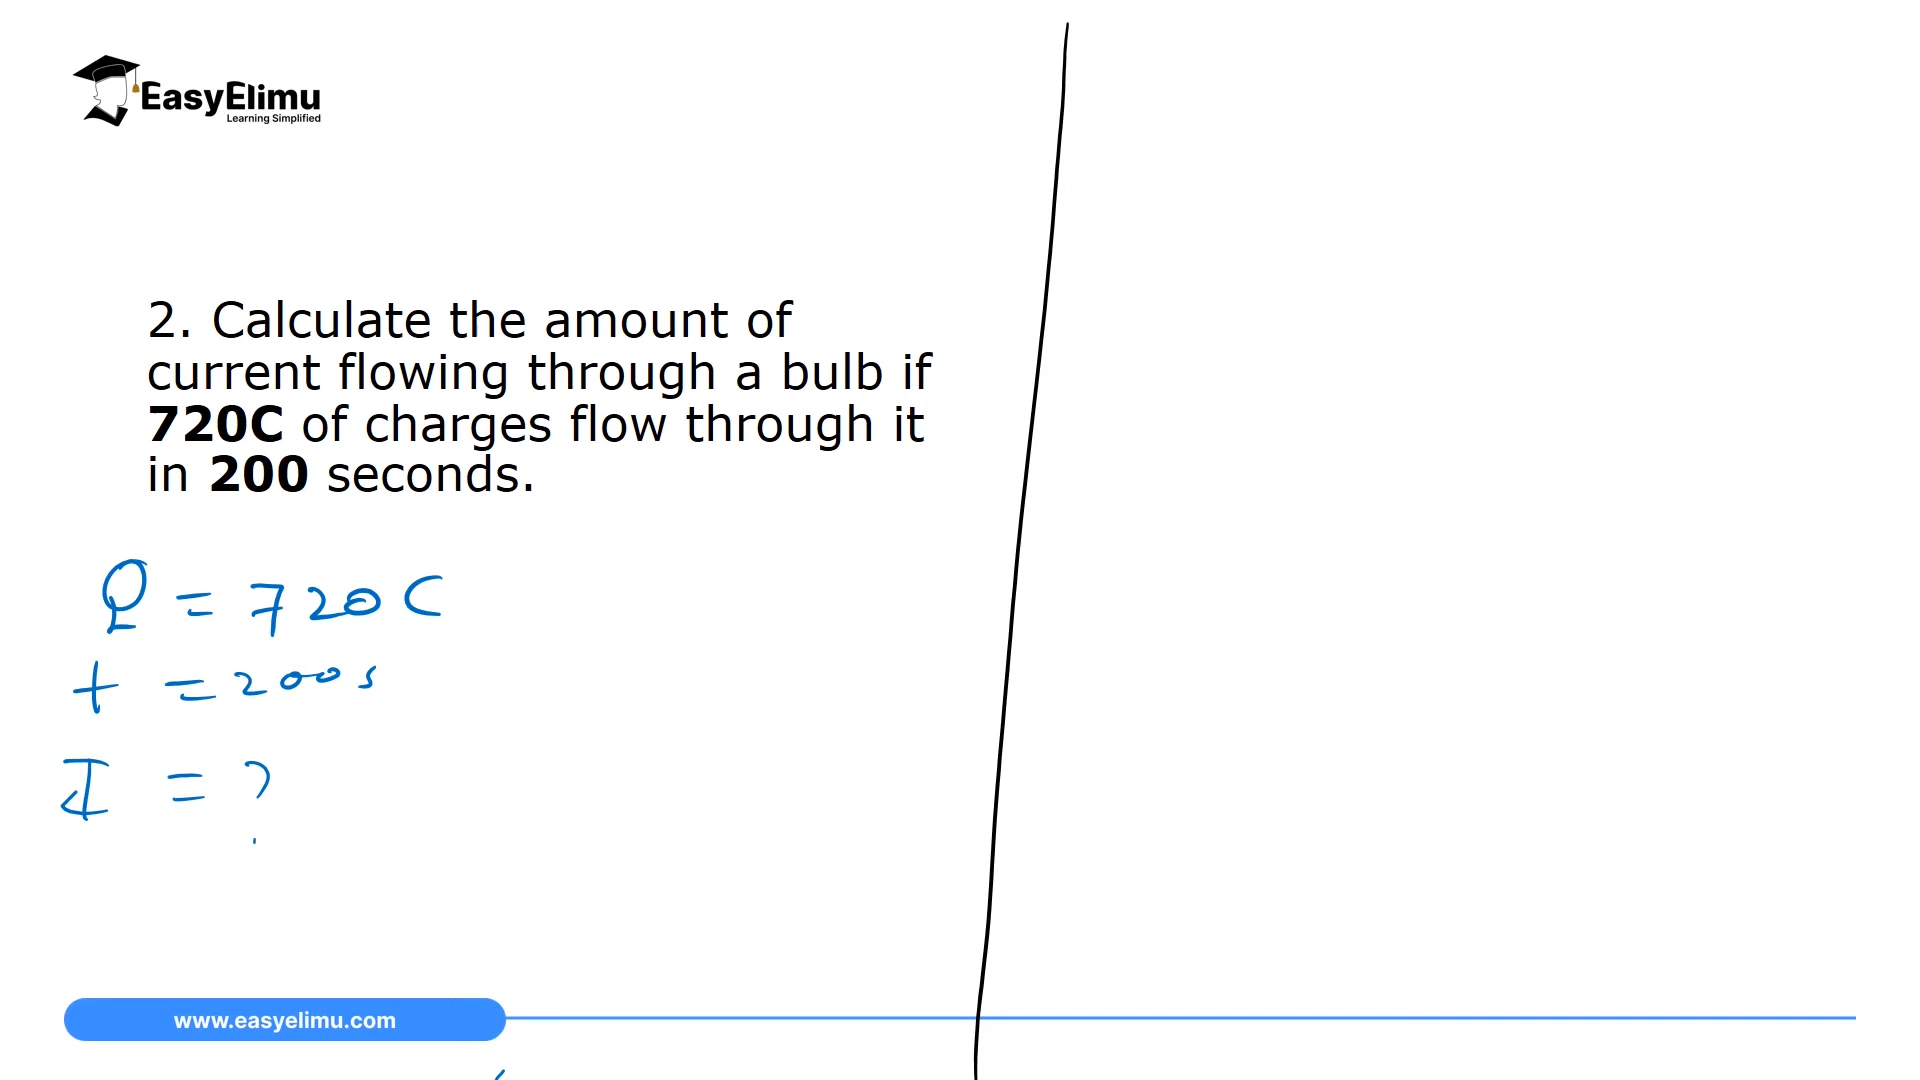 EasyElimu
Learning Simplified
2. Calculate the amount of
current flowing through a bulb if
720C of charges flow through it
in 200 seconds.
Q = 720 C
t = 200 s
I = ?
www.easyelimu.com